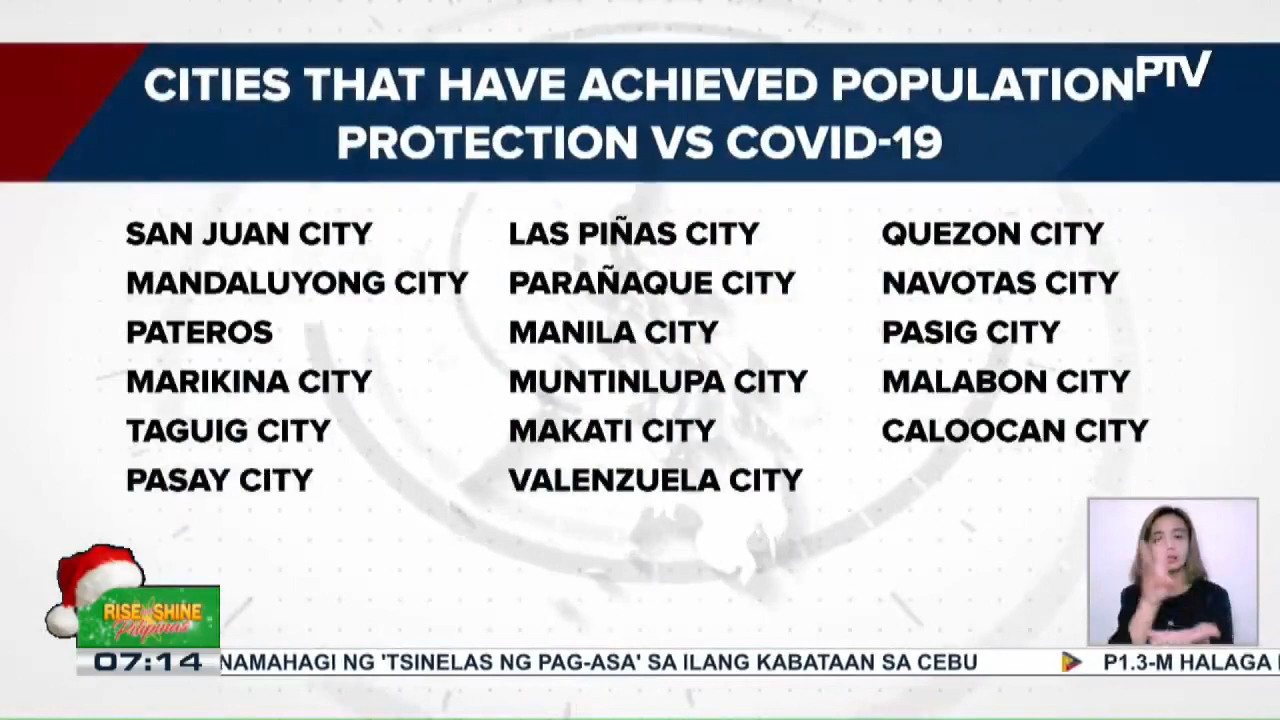 CITIES THAT HAVE ACHIEVED POPULATION
PROTECTION VS COVID-19
PTV
SAN JUAN CITY
MANDALUYONG CITY
PATEROS
MARIKINA CITY
TAGUIG CITY
PASAY CITY
LAS PIÑAS CITY
PARAÑAQUE CITY
MANILA CITY
MUNTINLUPA CITY
MAKATI CITY
VALENZUELA CITY
QUEZON CITY
NAVOTAS CITY
PASIG CITY
MALABON CITY
CALOOCAN CITY
RISE SHINE
Pilipinas
07:14
NAMAHAGI NG 'TSINELAS NG PAG-ASA' SA ILANG KABATAAN SA CEBU
P1.3-M HALAGA